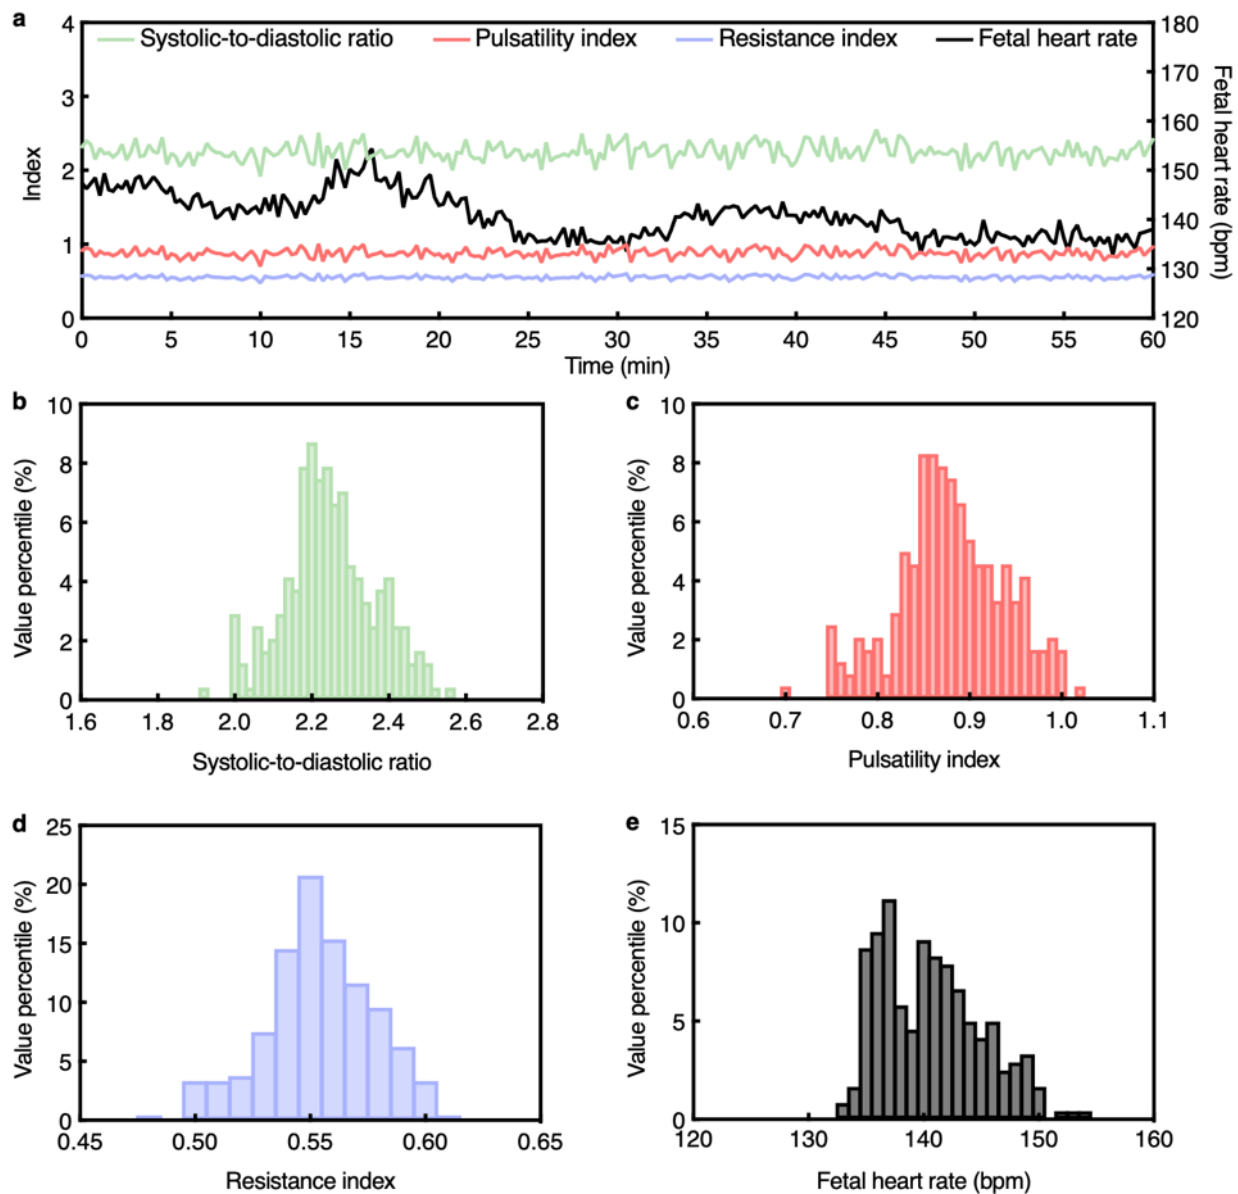 a
Systolic-to-diastolic ratio Pulsatility index Resistance index Fetal heart rate
4 3 2 1 0
Index
180 170 160 150 140 130 120
Fetal heart rate (bpm)
0 5 10 15 20 25 30 35 40 45 50 55 60
Time (min)
b
10 8 6 4 2 0
Value percentile (%)
1.6 1.8 2.0 2.2 2.4 2.6 2.8
Systolic-to-diastolic ratio
c
10 8 6 4 2 0
Value percentile (%)
0.6 0.7 0.8 0.9 1.0 1.1
Pulsatility index
d
25 20 15 10 5 0
Value percentile (%)
0.45 0.50 0.55 0.60 0.65
Resistance index
e
15 10 5 0
Value percentile (%)
120 130 140 150 160
Fetal heart rate (bpm)